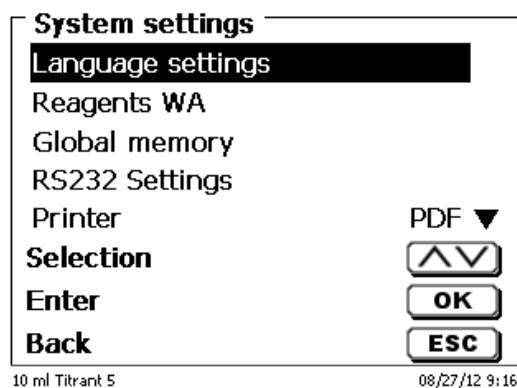 System settings
Language settings
Reagents WA
Global memory
RS232 Settings
Printer PDF ▼
Selection
Enter OK
Back ESC
10 ml Titrant 5 08/27/12 9:16